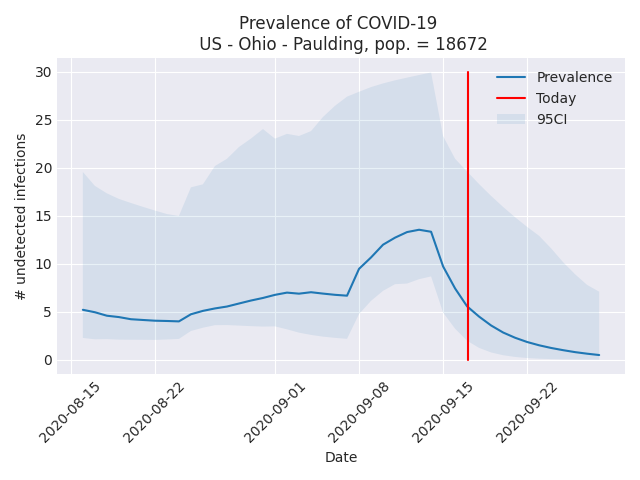 Prevalence of COVID-19
US - Ohio - Paulding, pop. = 18672
# undetected infections
30
25
20
15
10
5
0
Prevalence
Today
95CI
2020-08-15
2020-08-22
2020-09-01
2020-09-08
2020-09-15
2020-09-22
Date